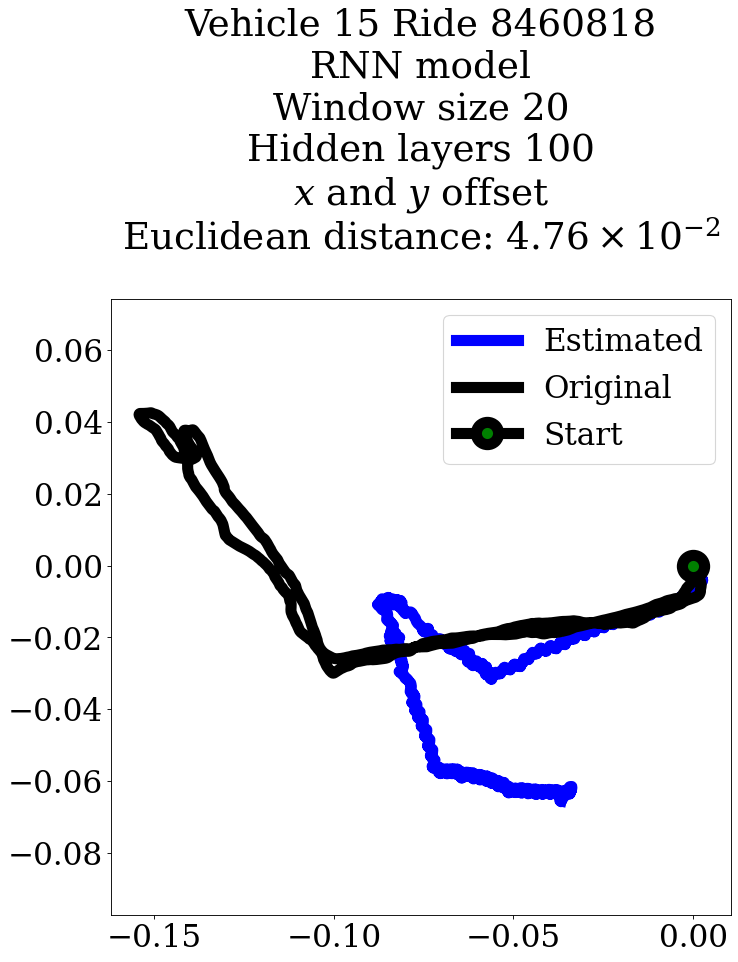 Vehicle 15 Ride 8460818
RNN model
Window size 20
Hidden layers 100
x and y offset
Euclidean distance: 4.76 × 10⁻²
Estimated
Original
Start
0.06
0.04
0.02
0.00
−0.02
−0.04
−0.06
−0.08
−0.15 −0.10 −0.05 0.00